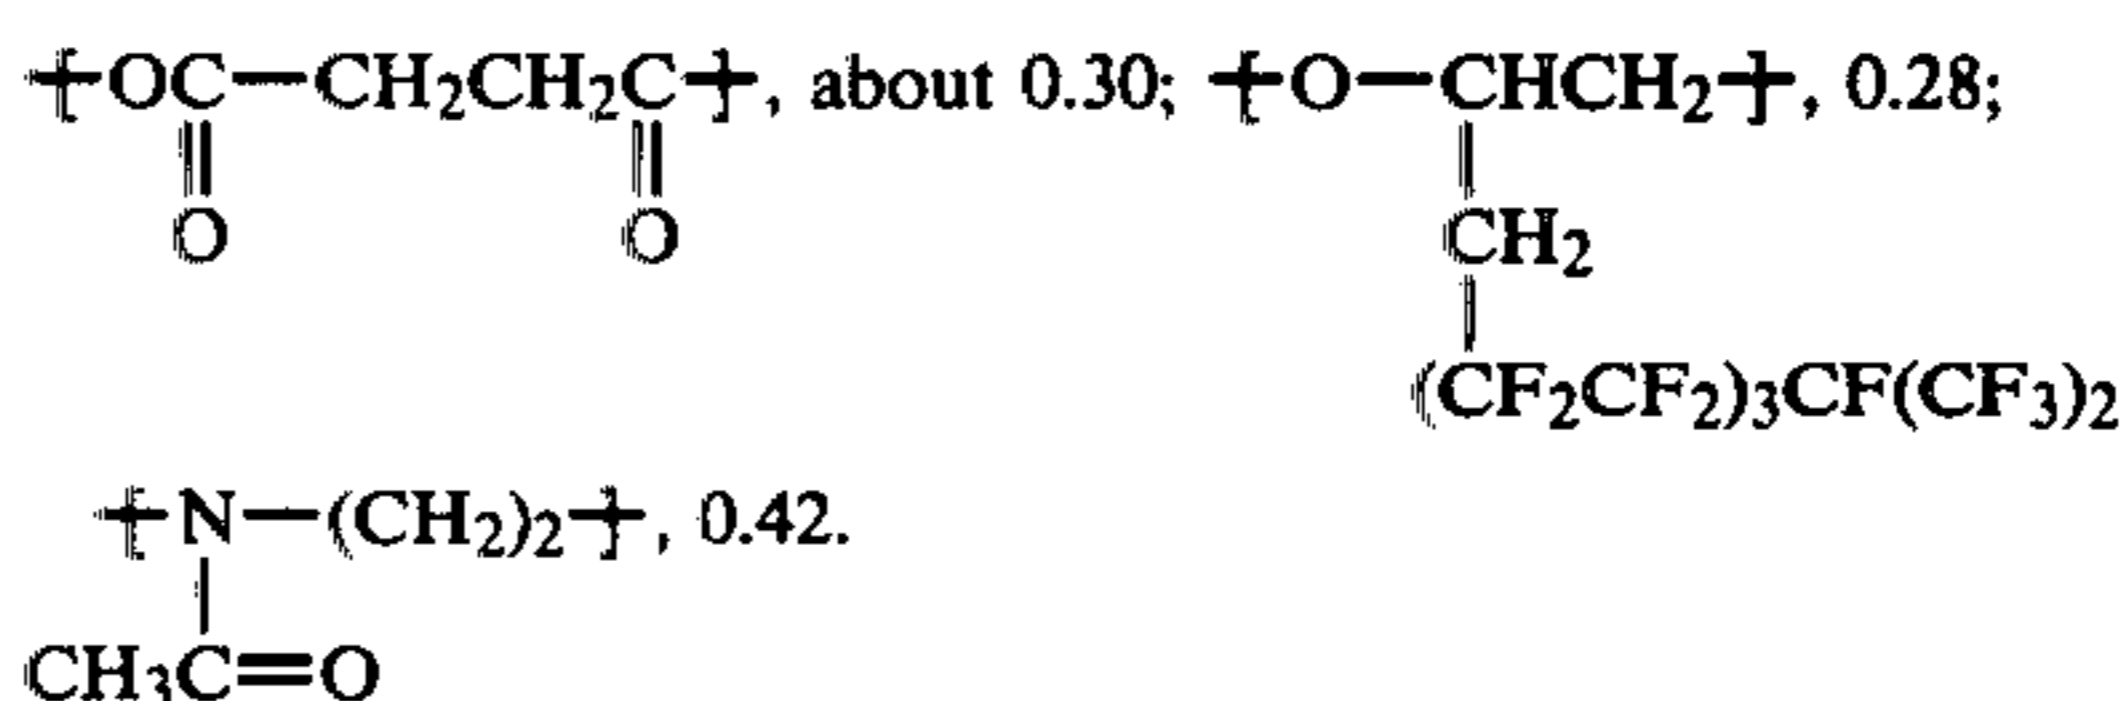 [OC—CH2CH2C], about 0.30; [O—CHCH2], 0.28;
O O CH2
(CF2CF2)3CF(CF3)2
[N—(CH2)2], 0.42.
CH3C=O